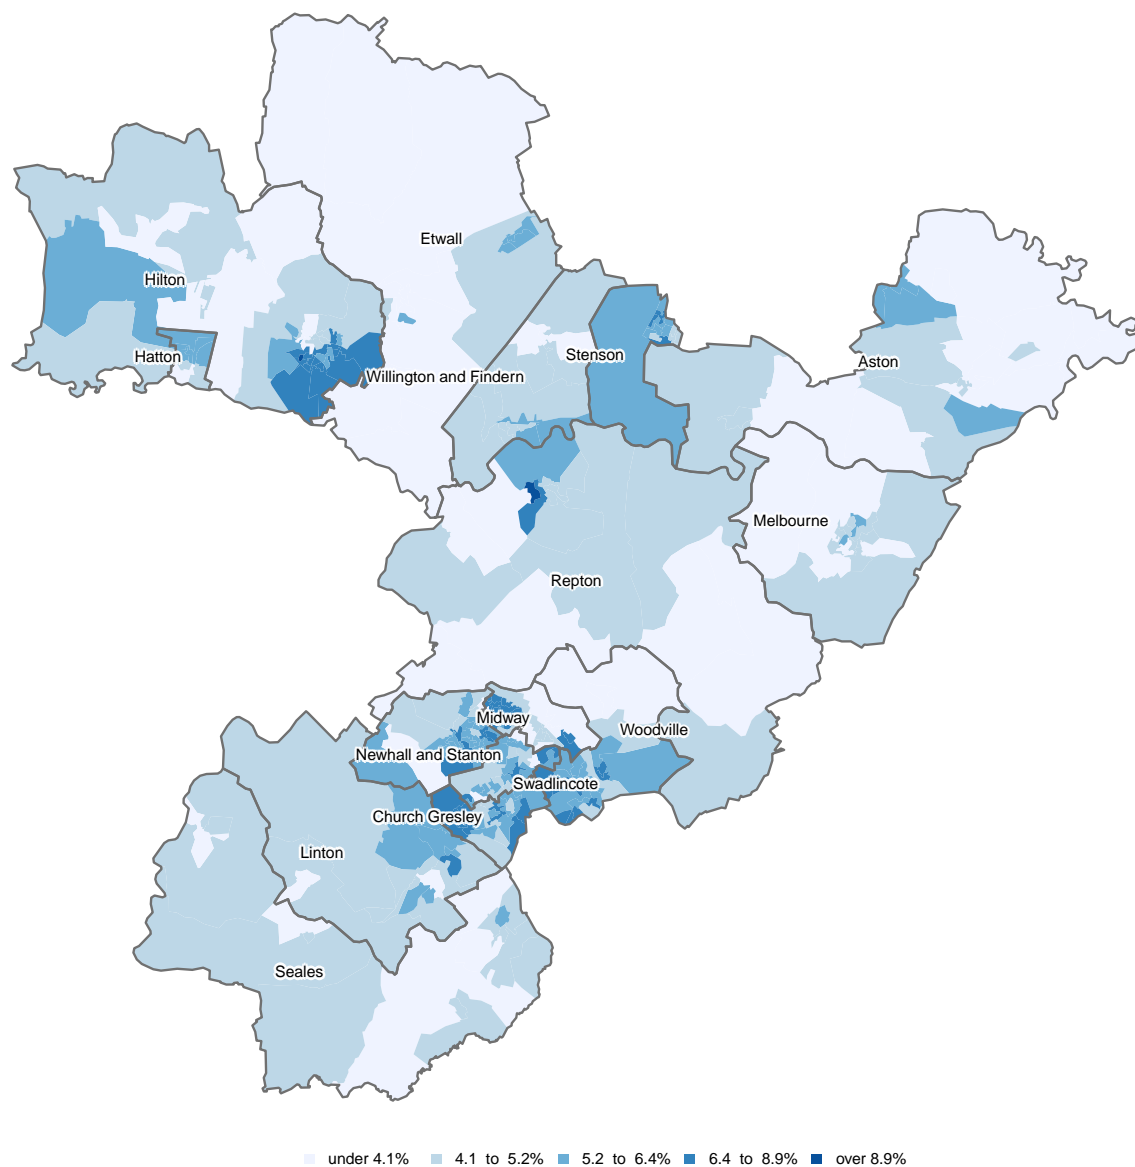 Etwall
Hilton
Hatton
Stenson
Aston
Willington and Findern
Melbourne
Repton
Midway
Woodville
Newhall and Stanton
Swadlincote
Church Gresley
Linton
Seales
under 4.1% 4.1 to 5.2% 5.2 to 6.4% 6.4 to 8.9% over 8.9%